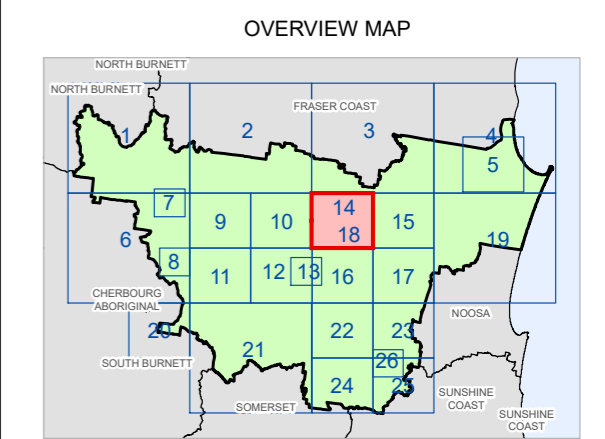 OVERVIEW MAP
NORTH BURNETT
NORTH BURNETT
FRASER COAST
1
2
3
4
5
7
6
9
10
14
18
15
19
8
11
12
13
16
17
CHERBOURG
ABORIGINAL
NOOSA
20
21
22
23
26
SOUTH BURNETT
24
25
SOMERSET
SUNSHINE
COAST
SUNSHINE
COAST